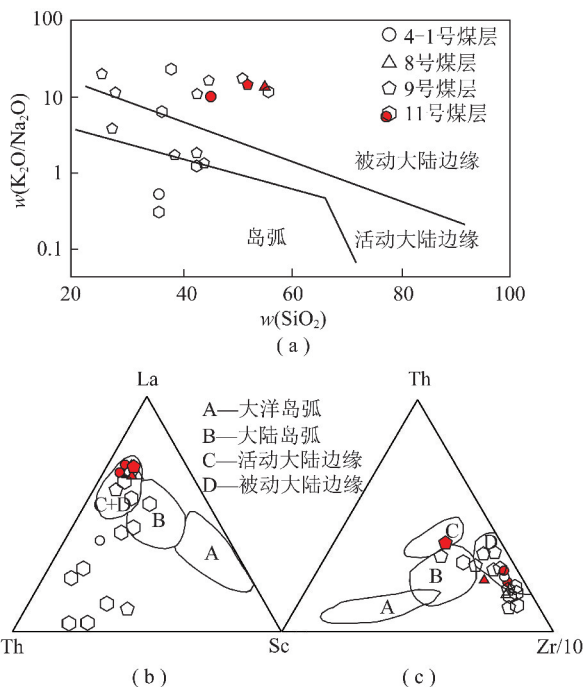 100
10
1
0.1
w(K₂O/Na₂O)
4-1号煤层
8号煤层
9号煤层
11号煤层
被动大陆边缘
岛弧
活动大陆边缘
20 40 60 80 100
w(SiO₂)
(a)
La
Th
A—大洋岛弧
B—大陆岛弧
C—活动大陆边缘
D—被动大陆边缘
C+D
B
A
C
D
B
A
Th
Sc
Zr/10
(b)
(c)